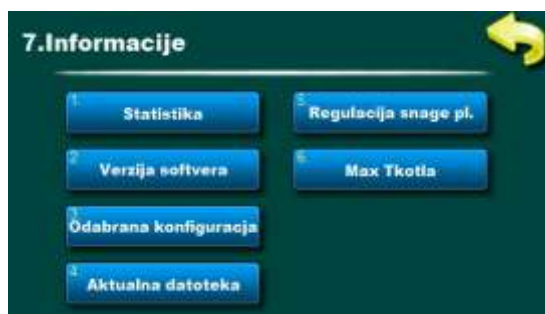 7.Informacije
1.
Statistika
2
Verzija softvera
3.
Odabrana konfiguracja
4.
Aktualna datoteka
5.
Regulacija snage pl.
6.
Max Tkotla